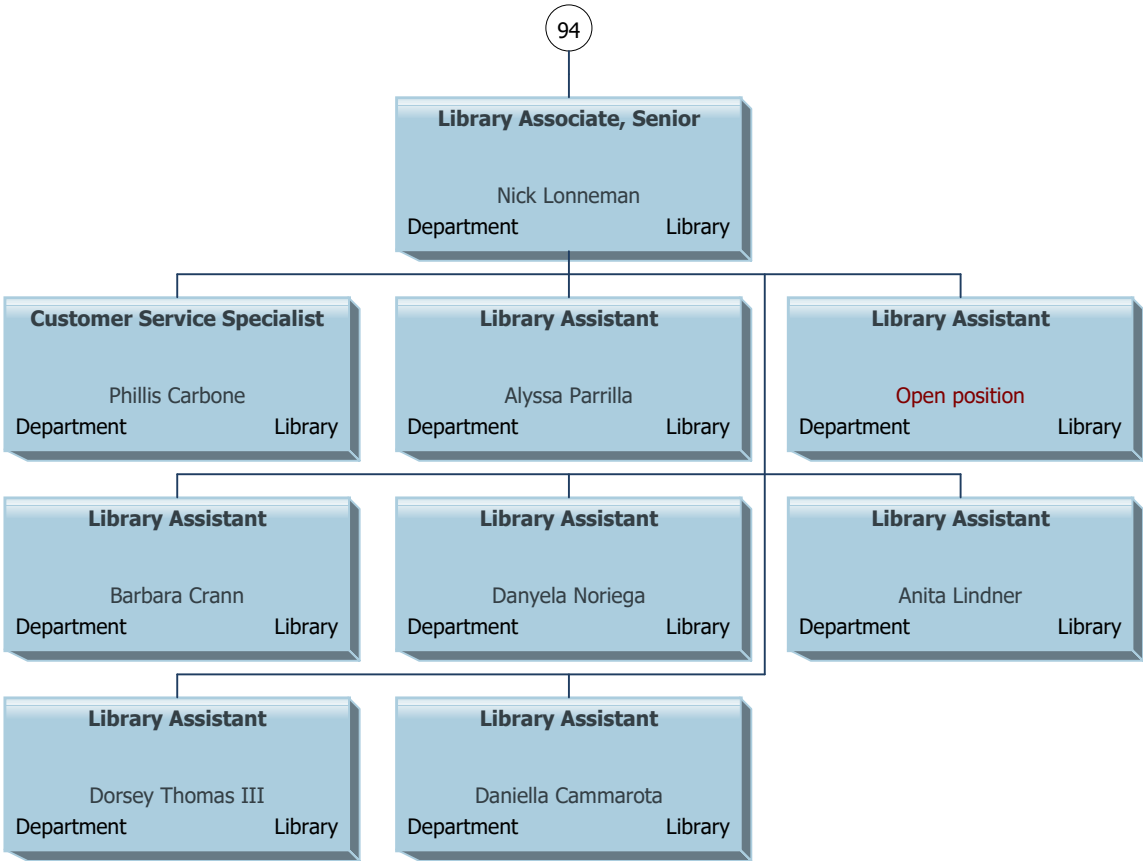 94
Library Associate, Senior
Nick Lonneman
Department Library
Customer Service Specialist
Phillis Carbone
Department Library
Library Assistant
Alyssa Parrilla
Department Library
Library Assistant
Open position
Department Library
Library Assistant
Barbara Crann
Department Library
Library Assistant
Danyela Noriega
Department Library
Library Assistant
Anita Lindner
Department Library
Library Assistant
Dorsey Thomas III
Department Library
Library Assistant
Daniella Cammarota
Department Library